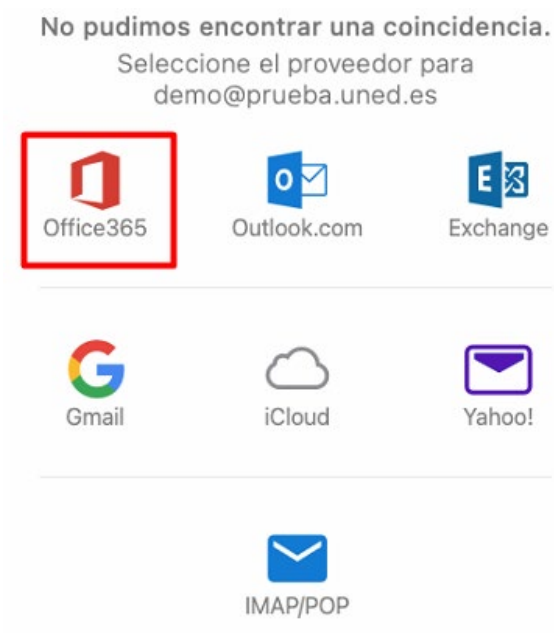 No pudimos encontrar una coincidencia.
Seleccione el proveedor para
demo@prueba.uned.es
Office365
Outlook.com
Exchange
Gmail
iCloud
Yahoo!
IMAP/POP